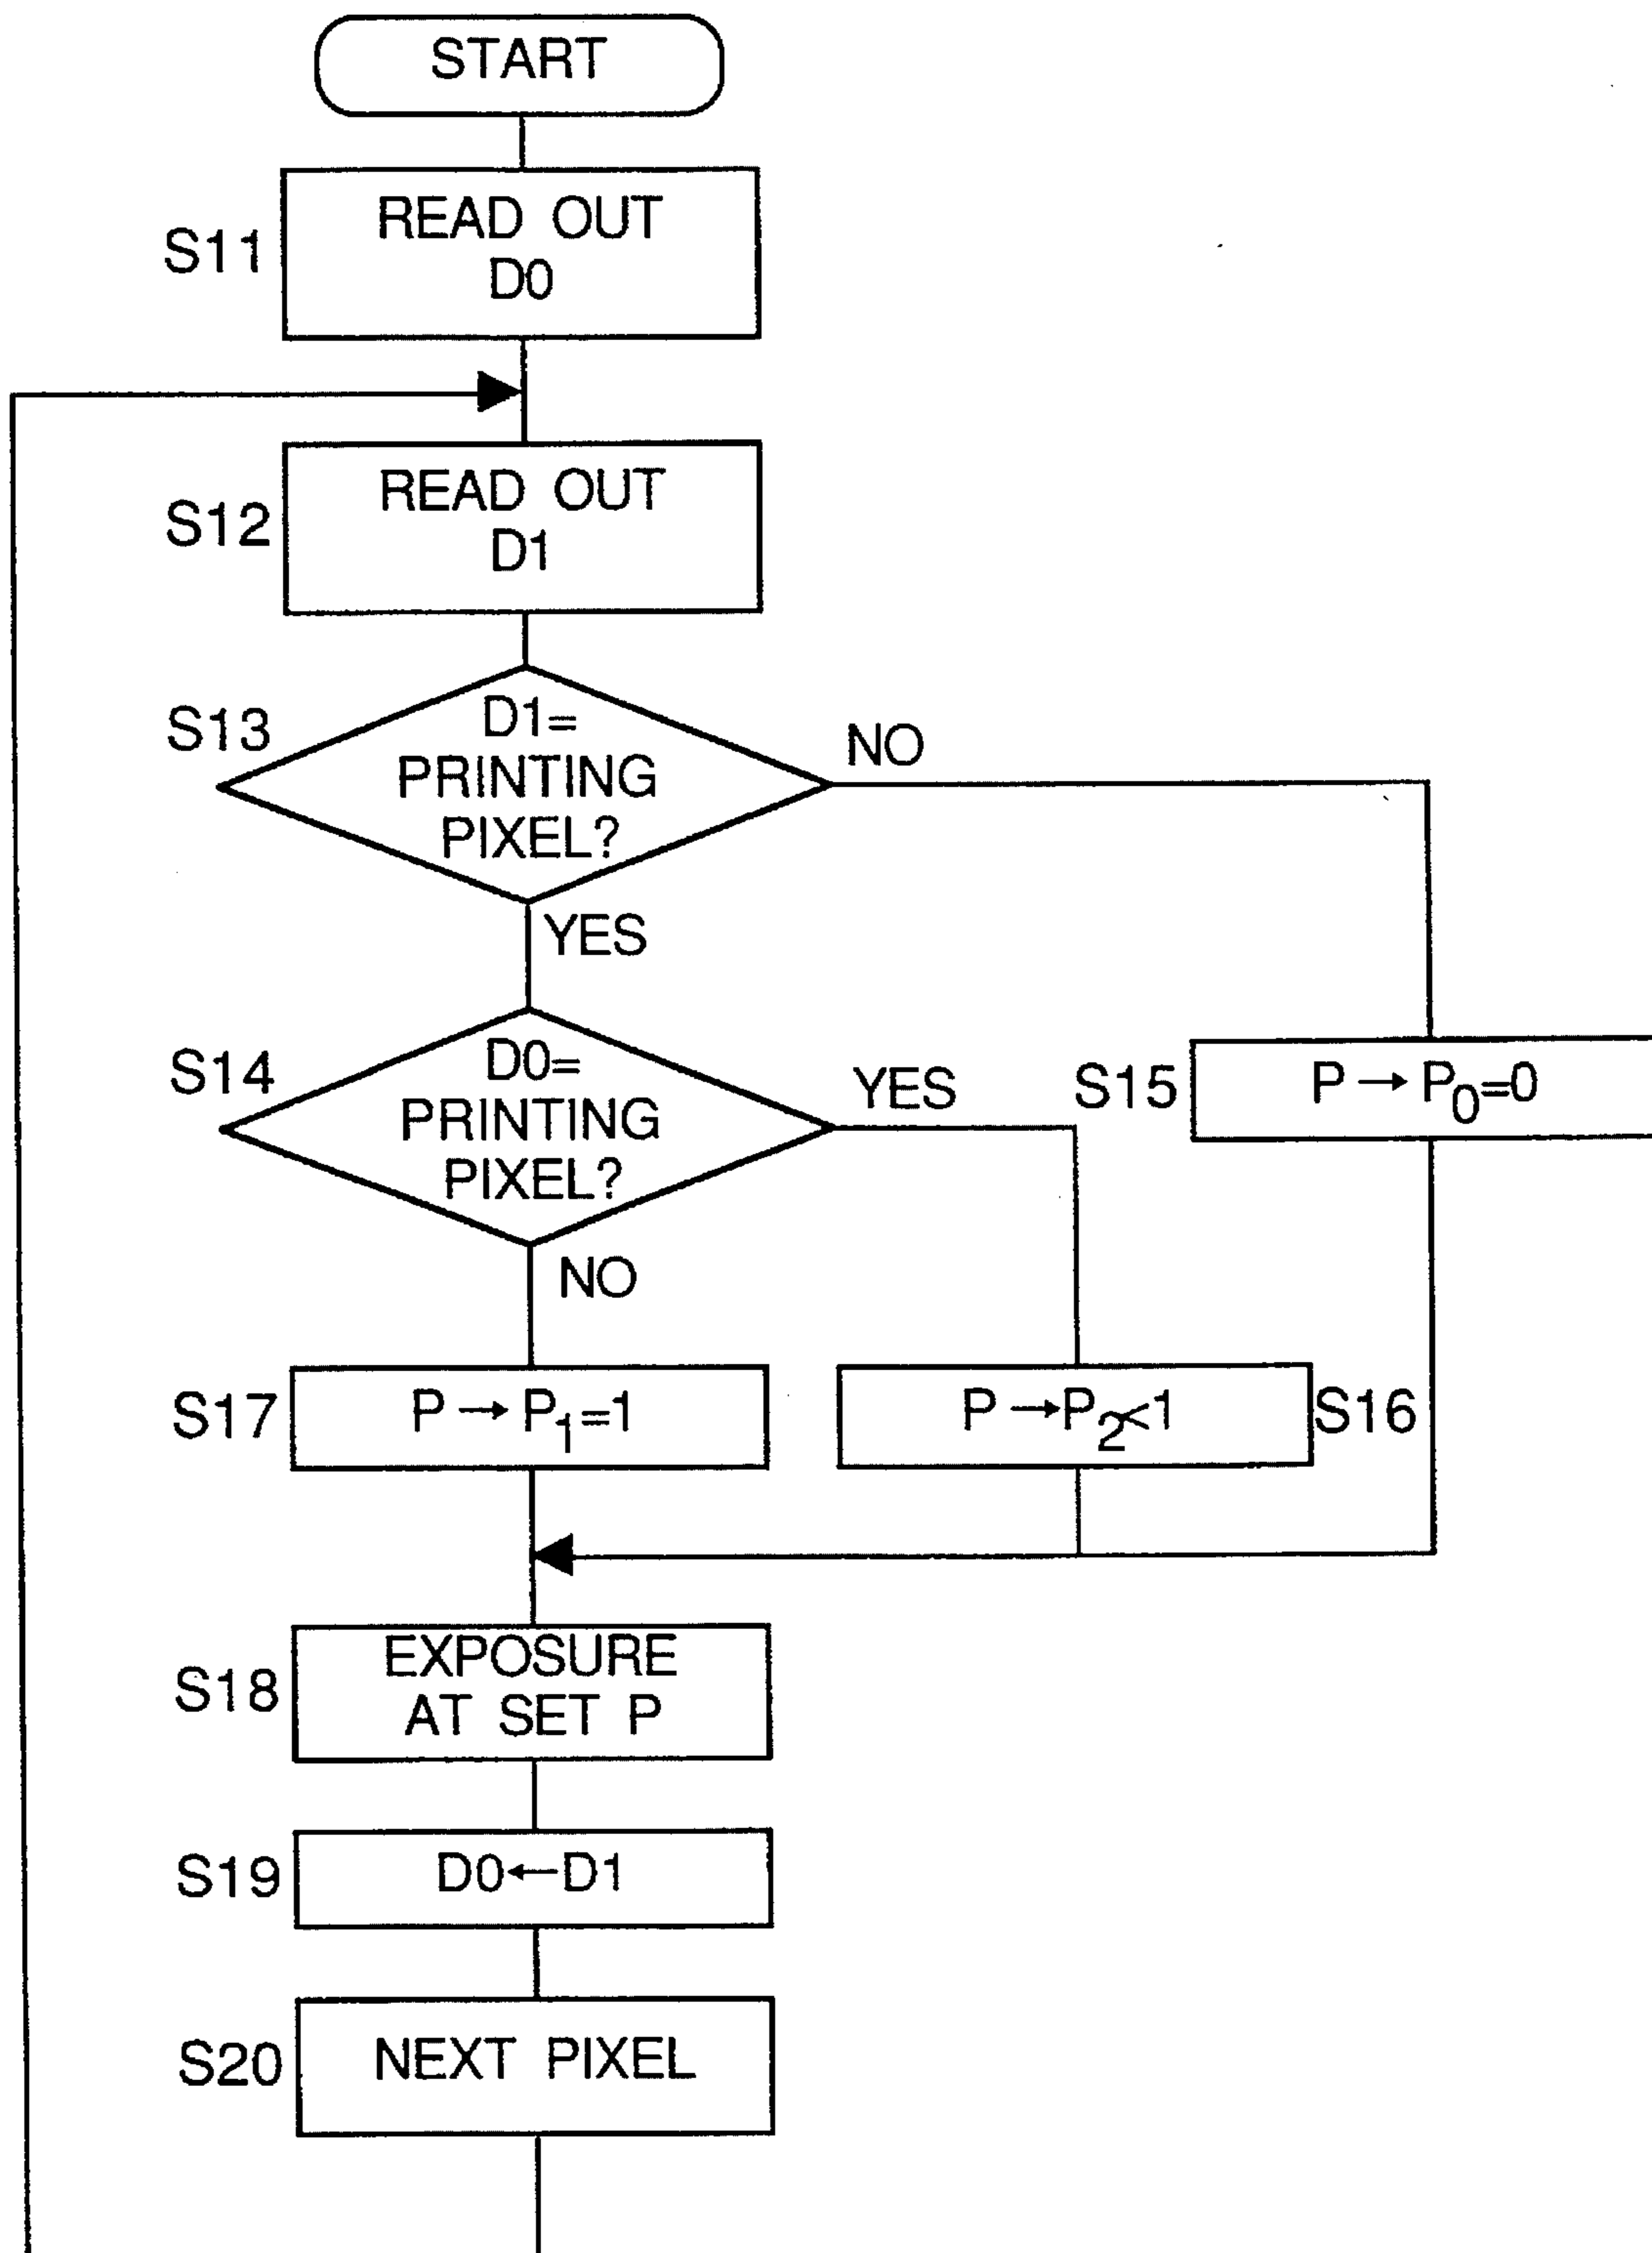 START
S11
READ OUT
D0
S12
READ OUT
D1
S13
D1=
PRINTING
PIXEL?
NO
YES
S14
D0=
PRINTING
PIXEL?
YES
S15
P → P0=0
NO
S17
P → P1=1
P → P2<1
S16
S18
EXPOSURE
AT SET P
S19
D0←D1
S20
NEXT PIXEL